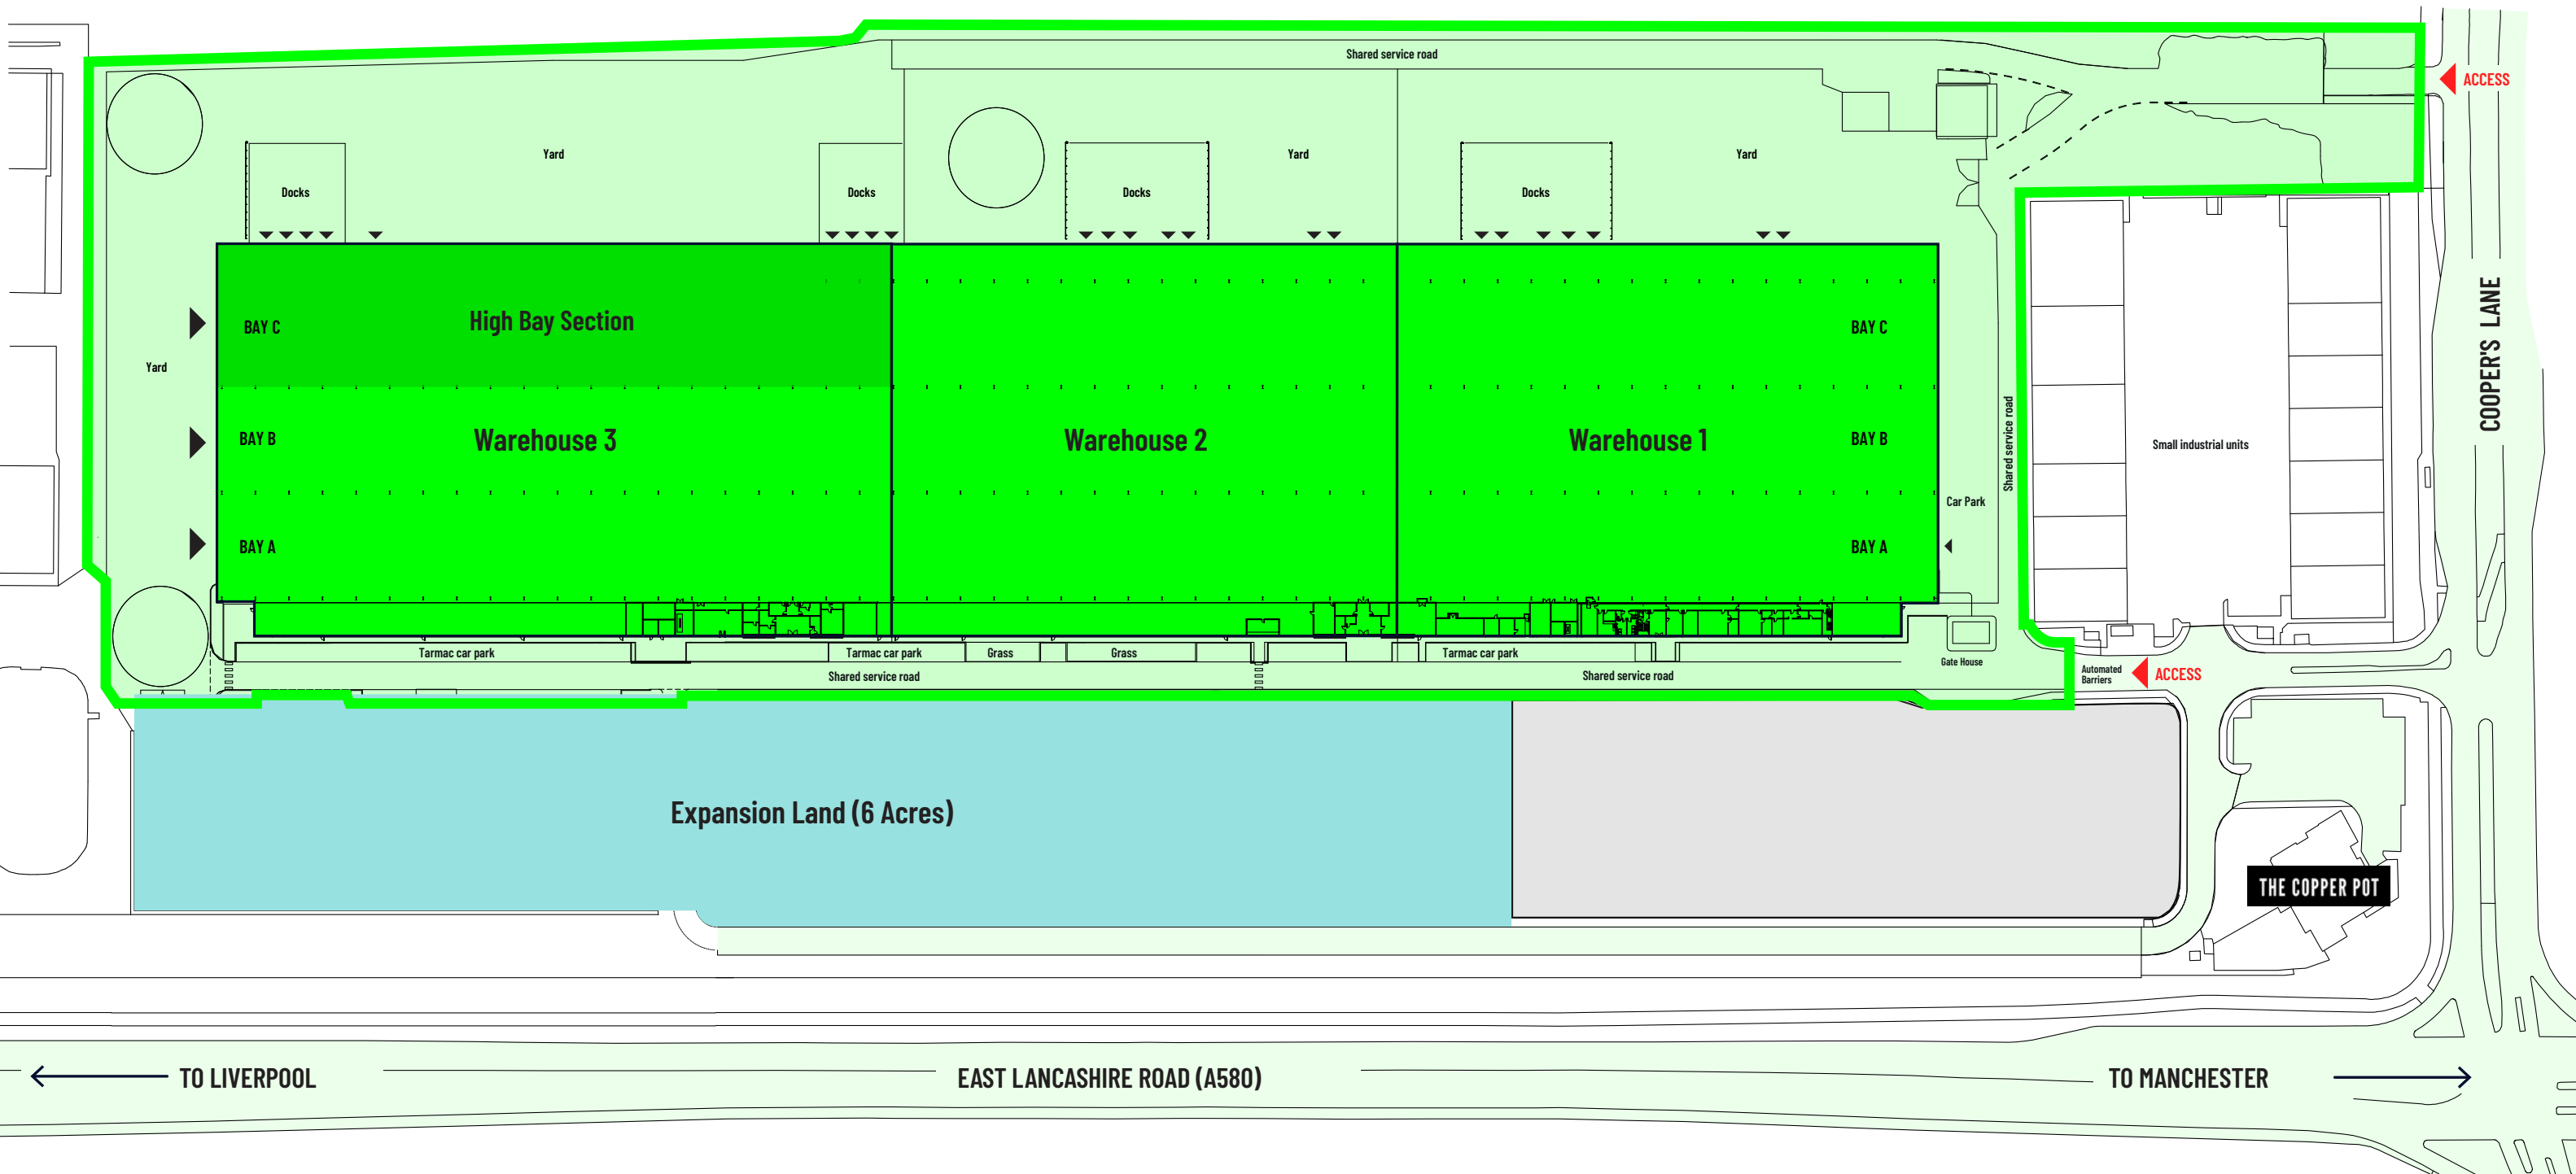 Shared service road
ACCESS
Yard
Yard
Yard
Docks
Docks
Docks
Docks
High Bay Section
BAY C
BAY C
Yard
COOPER'S LANE
Warehouse 3
Warehouse 2
Warehouse 1
BAY B
BAY B
Shared service road
Small industrial units
Car Park
BAY A
BAY A
Tarmac car park
Tarmac car park
Grass
Grass
Tarmac car park
Gate House
Shared service road
Shared service road
Automated
Barriers
ACCESS
Expansion Land (6 Acres)
THE COPPER POT
TO LIVERPOOL
EAST LANCASHIRE ROAD (A580)
TO MANCHESTER